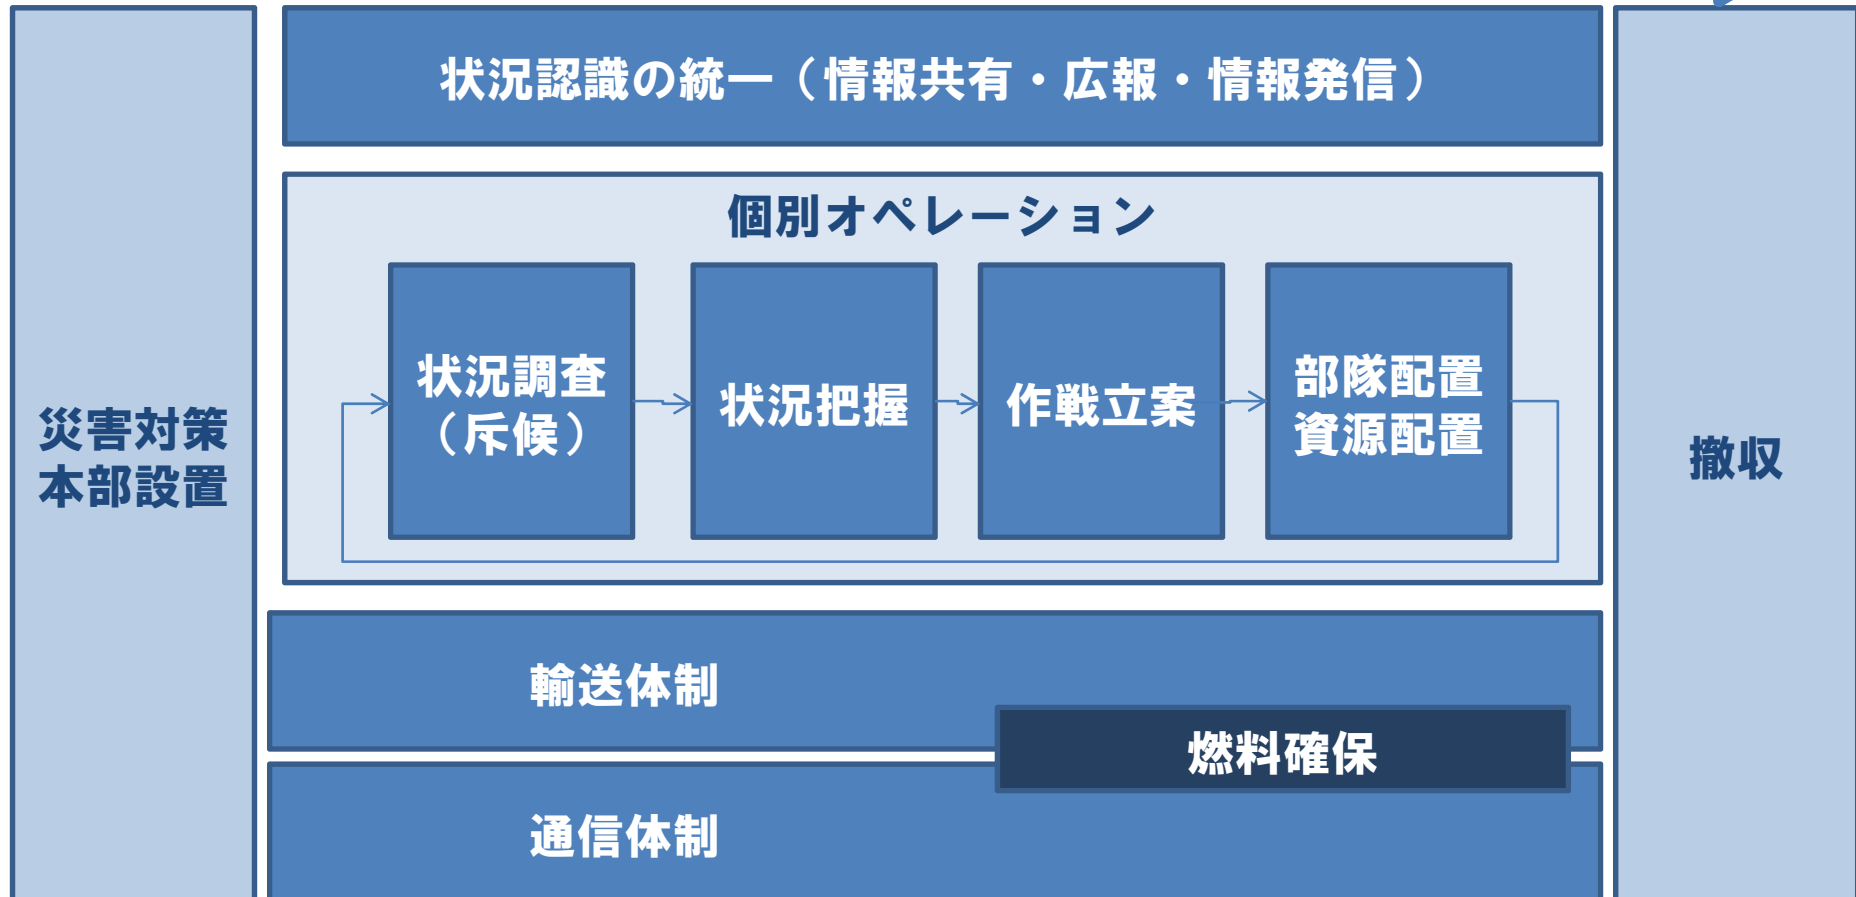 状況認識の統一（情報共有・広報・情報発信）
個別オペレーション
災害対策
本部設置
状況調査
（斥候）
状況把握
作戦立案
部隊配置
資源配置
撤収
輸送体制
燃料確保
通信体制